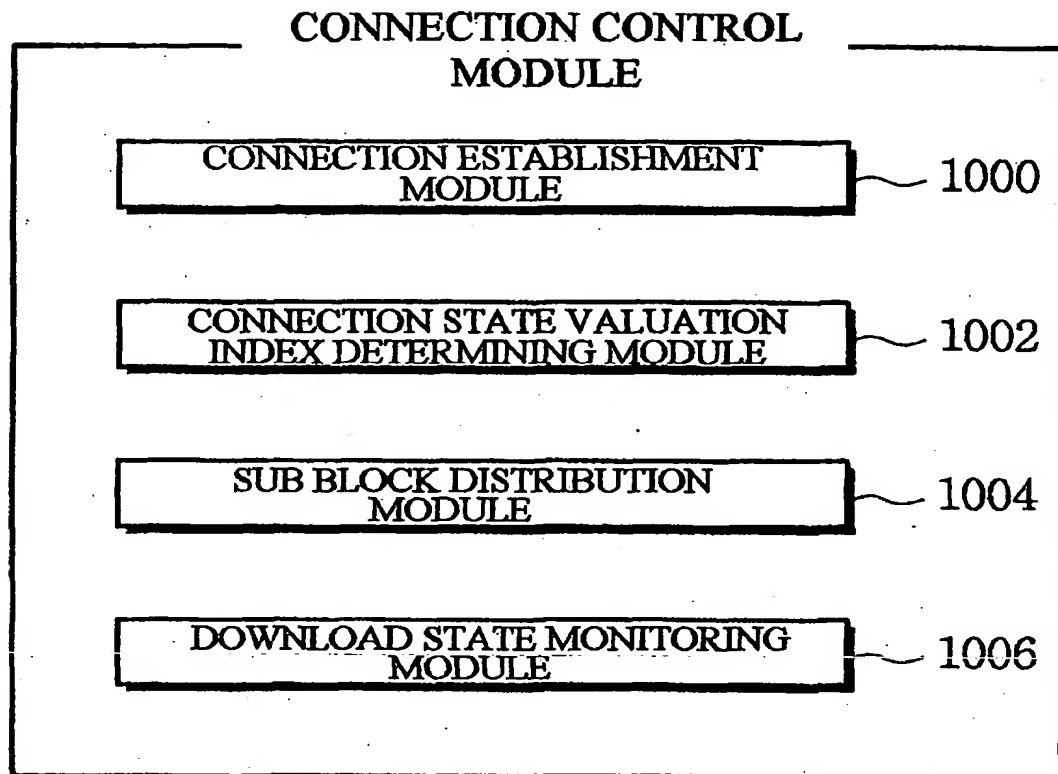 CONNECTION CONTROL
MODULE
CONNECTION ESTABLISHMENT
MODULE
1000
CONNECTION STATE VALUATION
INDEX DETERMINING MODULE
1002
SUB BLOCK DISTRIBUTION
MODULE
1004
DOWNLOAD STATE MONITORING
MODULE
1006